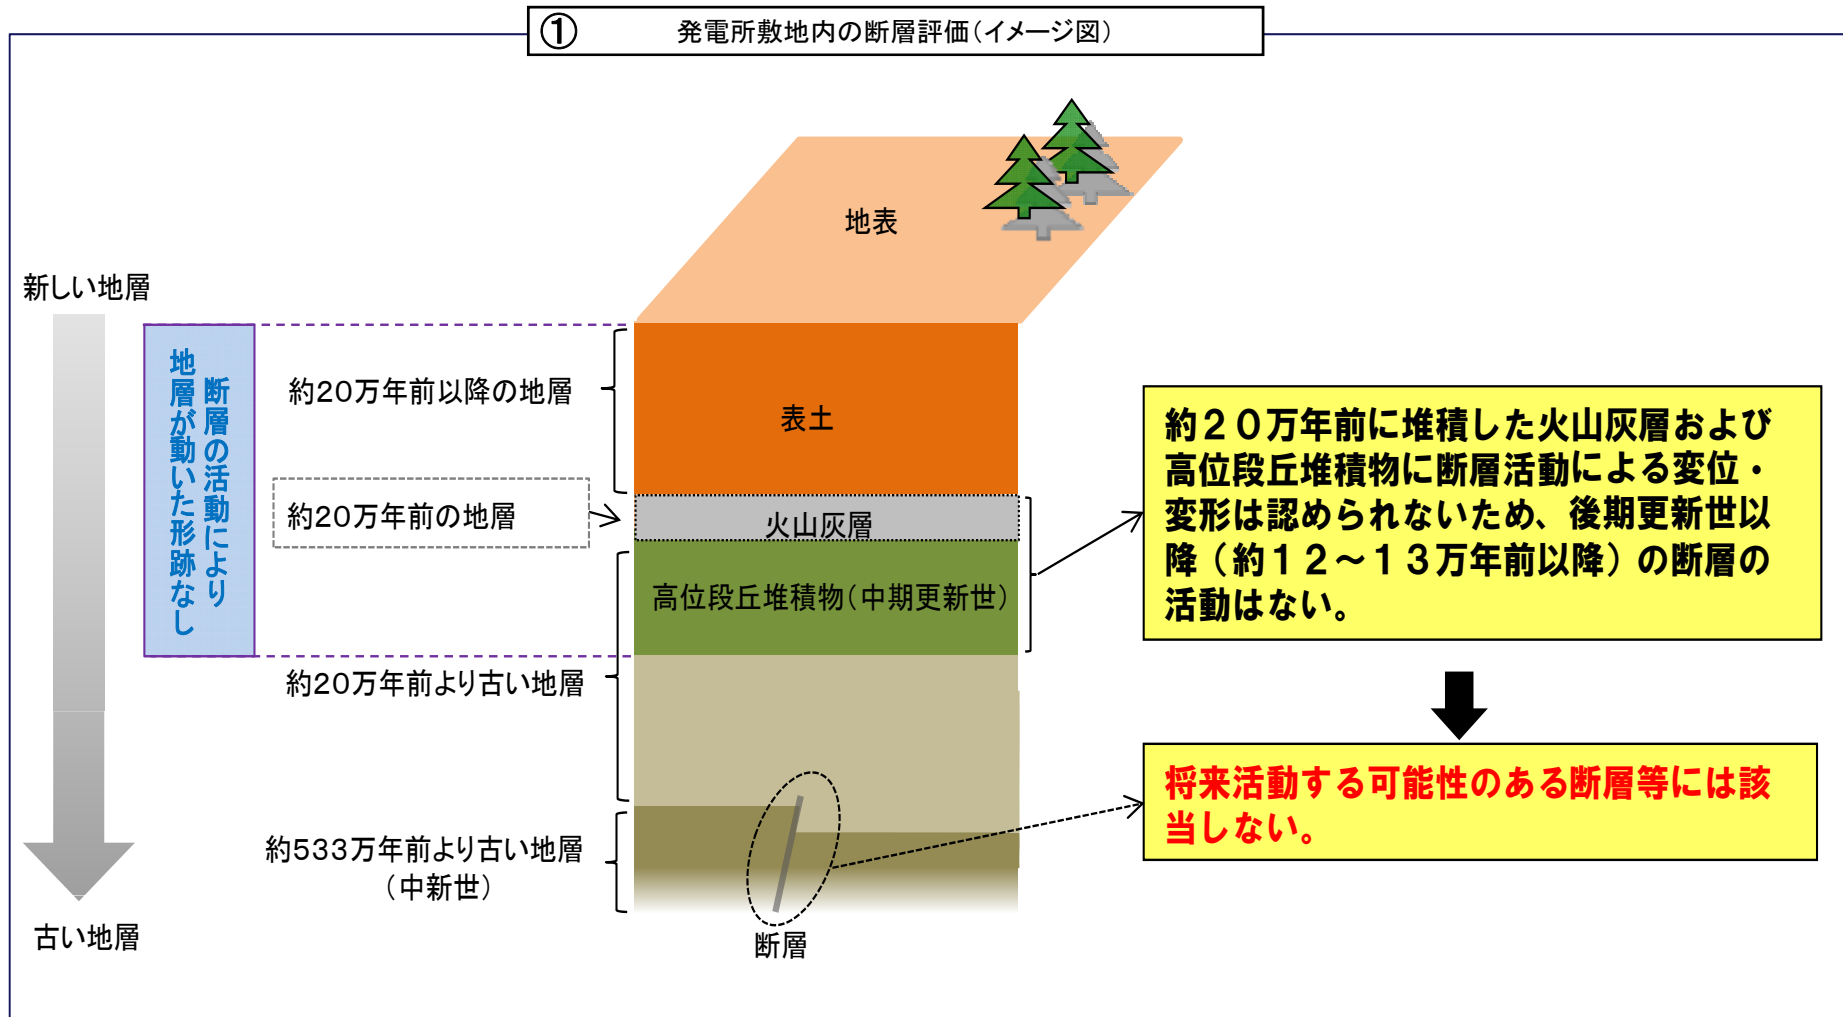 ① 発電所敷地内の断層評価(イメージ図)
地表
新しい地層
断層の活動により
地層が動いた形跡なし
約20万年前以降の地層
表土
約20万年前の地層
火山灰層
高位段丘堆積物(中期更新世)
約20万年前より古い地層
約533万年前より古い地層
(中新世)
古い地層
断層
約20万年前に堆積した火山灰層および
高位段丘堆積物に断層活動による変位・
変形は認められないため、後期更新世以
降(約12~13万年前以降)の断層の
活動はない。
将来活動する可能性のある断層等には該
当しない。